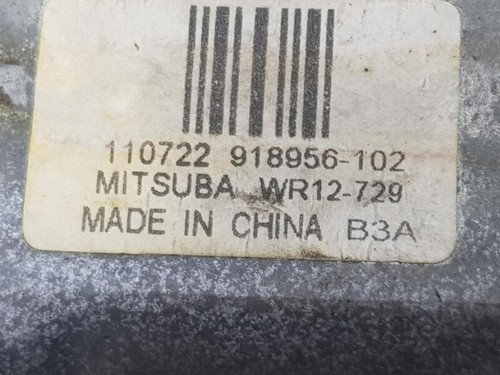 110722 918956-102
MITSUBA WR12-729
MADE IN CHINA B3A